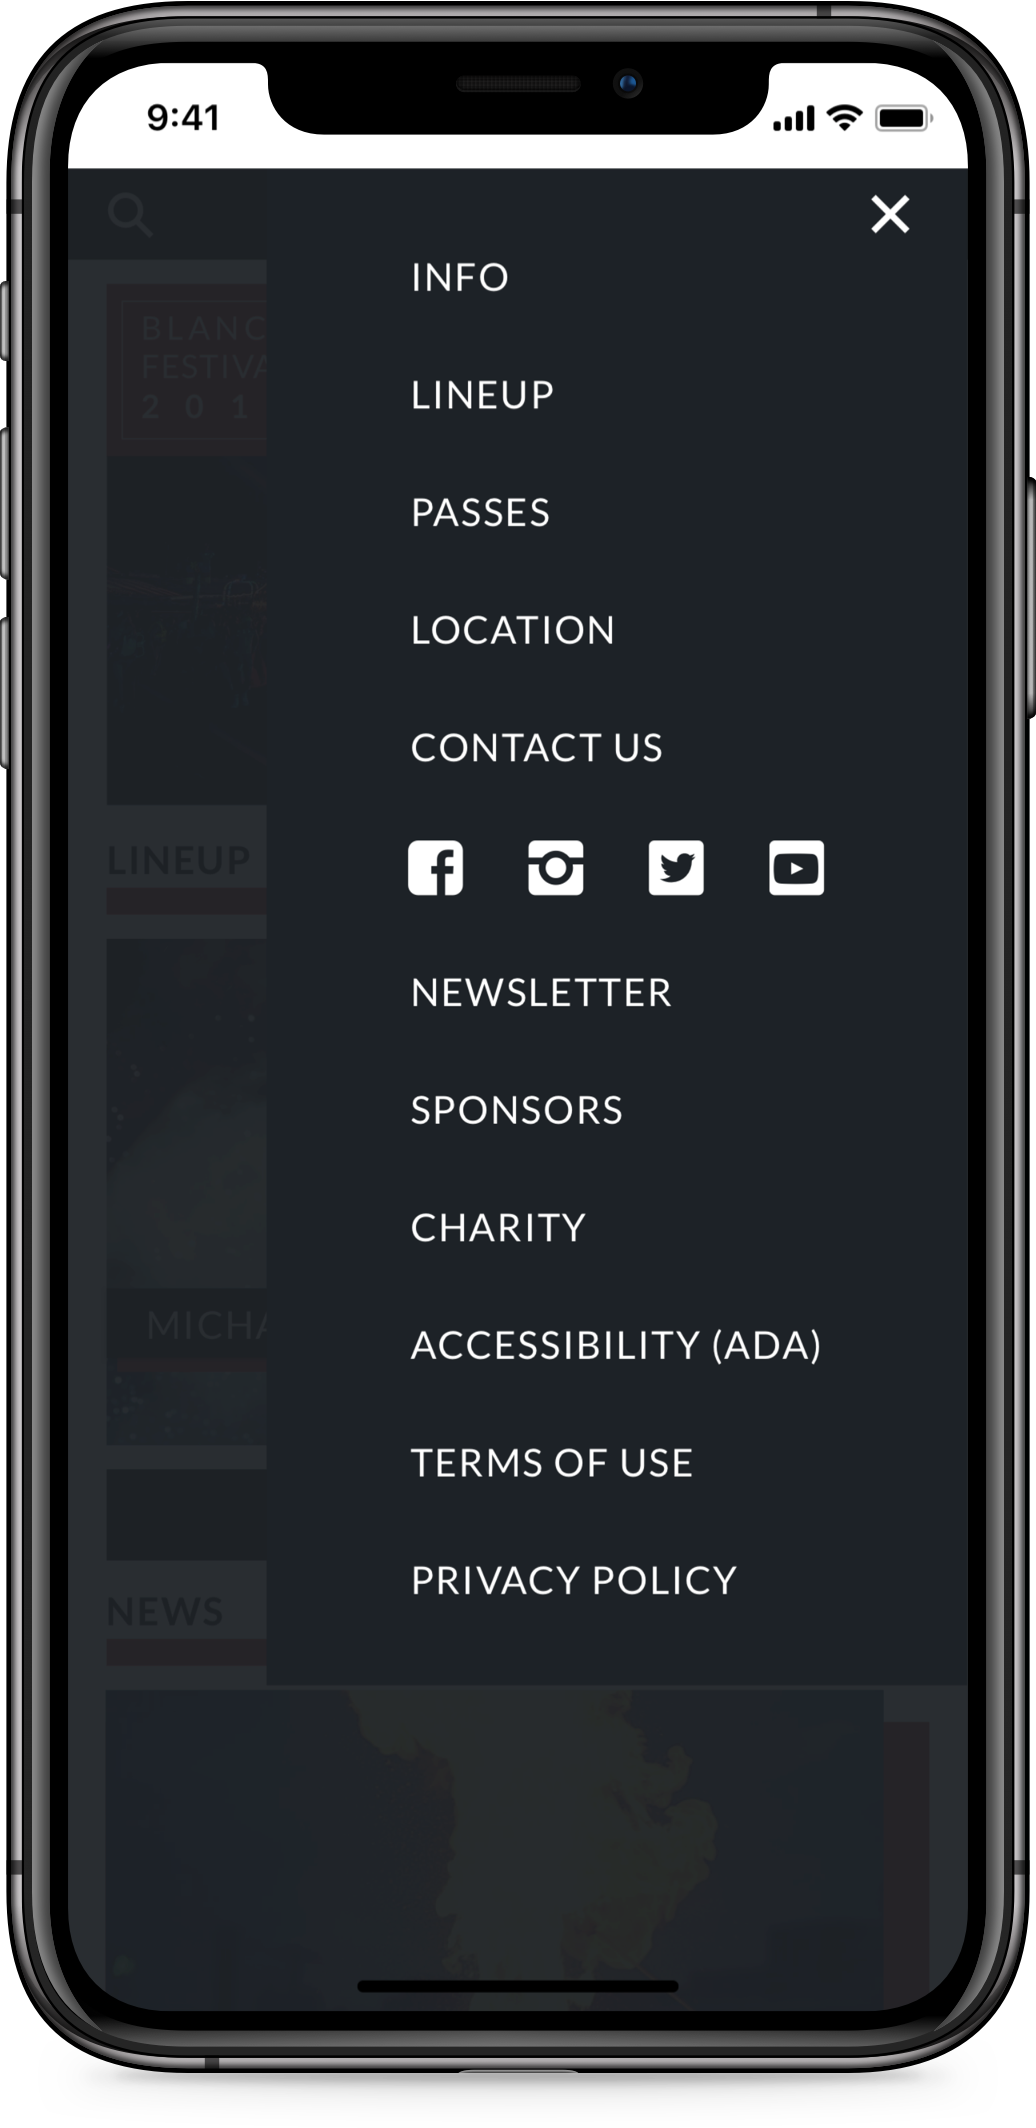 9:41
INFO
BLANC
FESTIVA
2 0 1
LINEUP
PASSES
LOCATION
CONTACT US
LINEUP
NEWSLETTER
SPONSORS
CHARITY
MICHA
ACCESSIBILITY (ADA)
TERMS OF USE
PRIVACY POLICY
NEWS